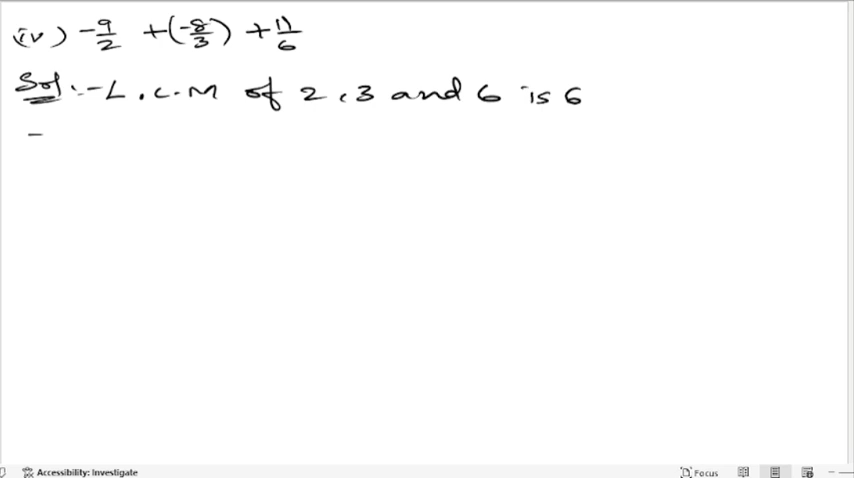 (iv) -9/2 +(-8/3) +11/6
Sol:- L.C.M of 2,3 and 6 is 6
-
Accessibility: Investigate Focus